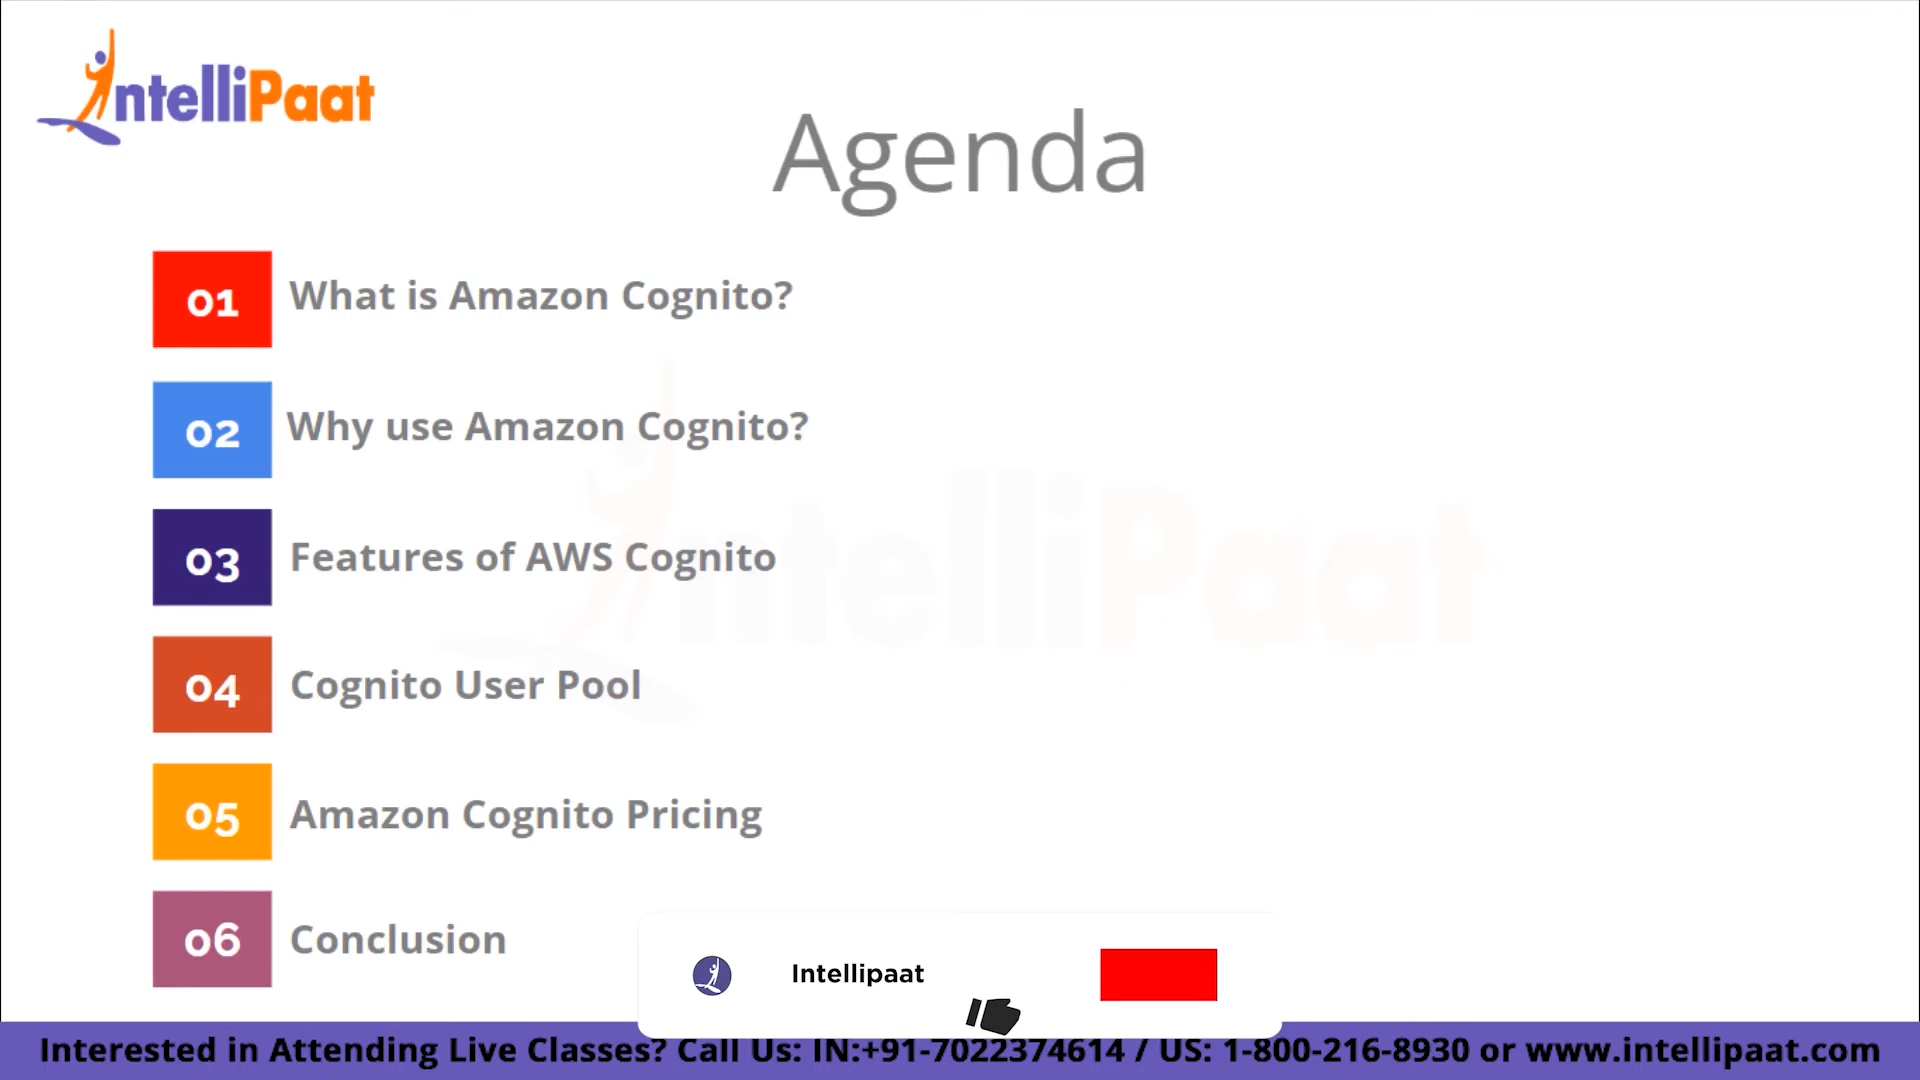 IntelliPaat
Agenda
01 What is Amazon Cognito?
02 Why use Amazon Cognito?
03 Features of AWS Cognito
04 Cognito User Pool
05 Amazon Cognito Pricing
06 Conclusion
IntelliPaat
Intellipaat
Interested in Attending Live Classes? Call Us: IN:+91-7022374614 / US: 1-800-216-8930 or www.intellipaat.com